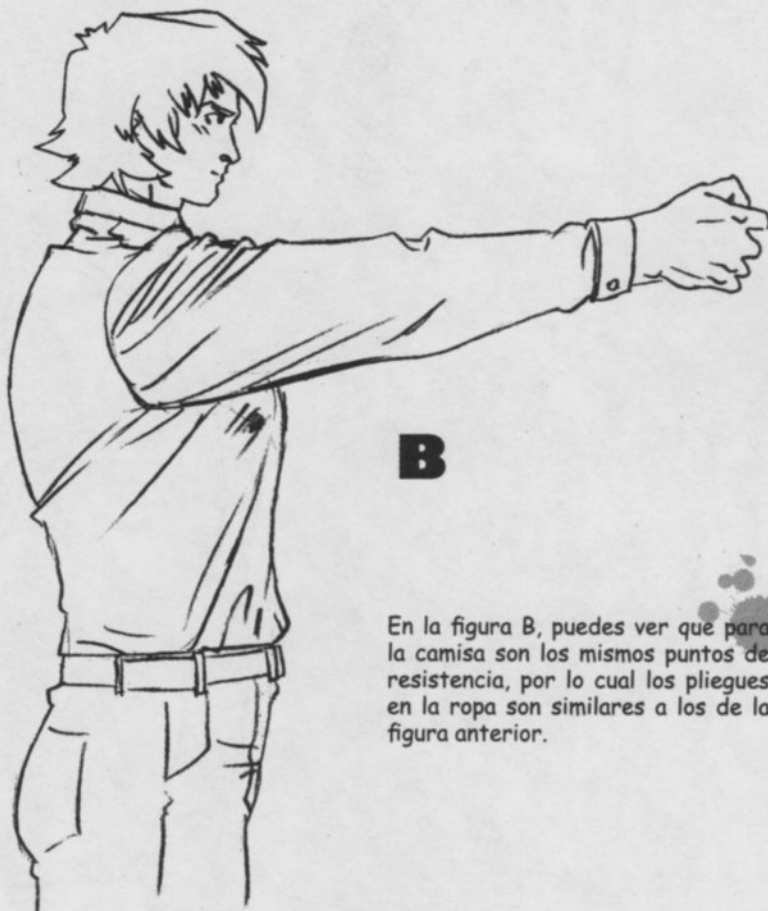 B
En la figura B, puedes ver que para
la camisa son los mismos puntos de
resistencia, por lo cual los pliegues
en la ropa son similares a los de la
figura anterior.